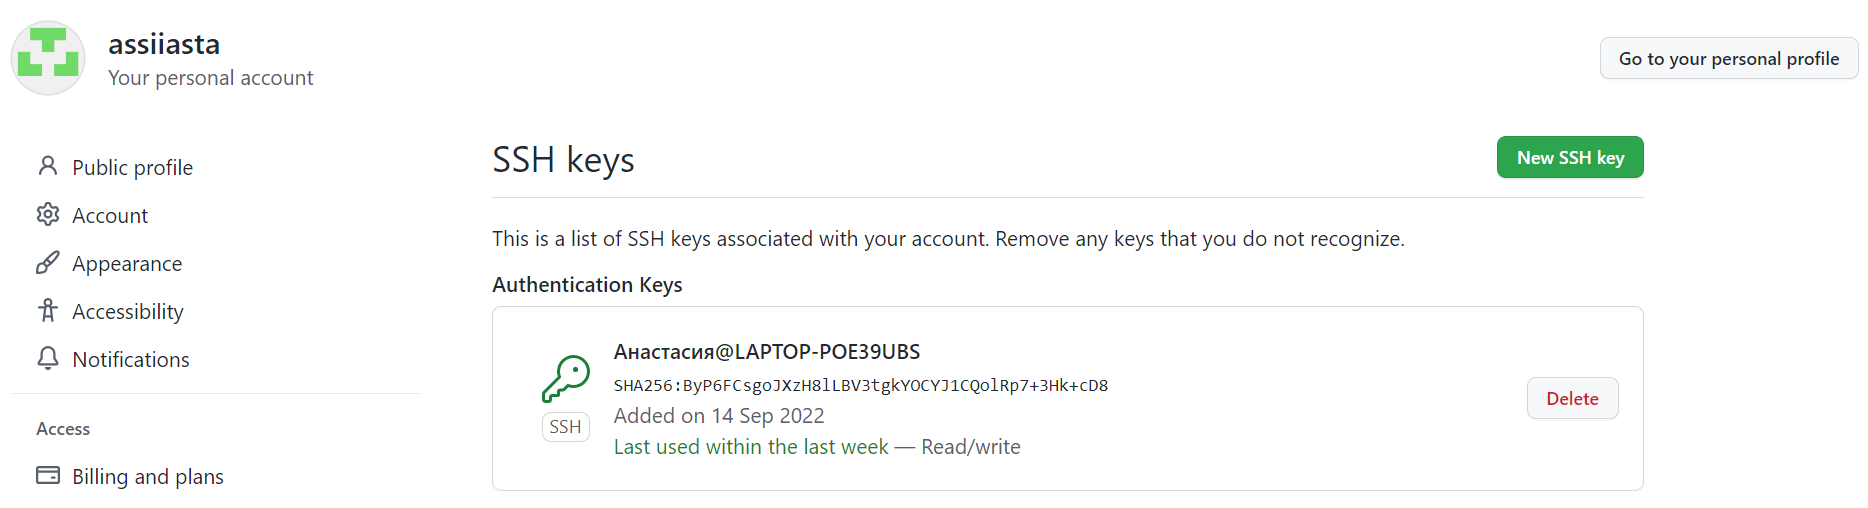 assiiasta
Your personal account
Go to your personal profile
Public profile
Account
Appearance
Accessibility
Notifications
Access
Billing and plans
SSH keys
New SSH key
This is a list of SSH keys associated with your account. Remove any keys that you do not recognize.
Authentication Keys
Анастасия@LAPTOP-POE39UBS
SHA256:ByP6FCsgoJXzH8lLBV3tgkYOCYJ1CQolRp7+3Hk+cD8
Added on 14 Sep 2022
Last used within the last week — Read/write
SSH
Delete